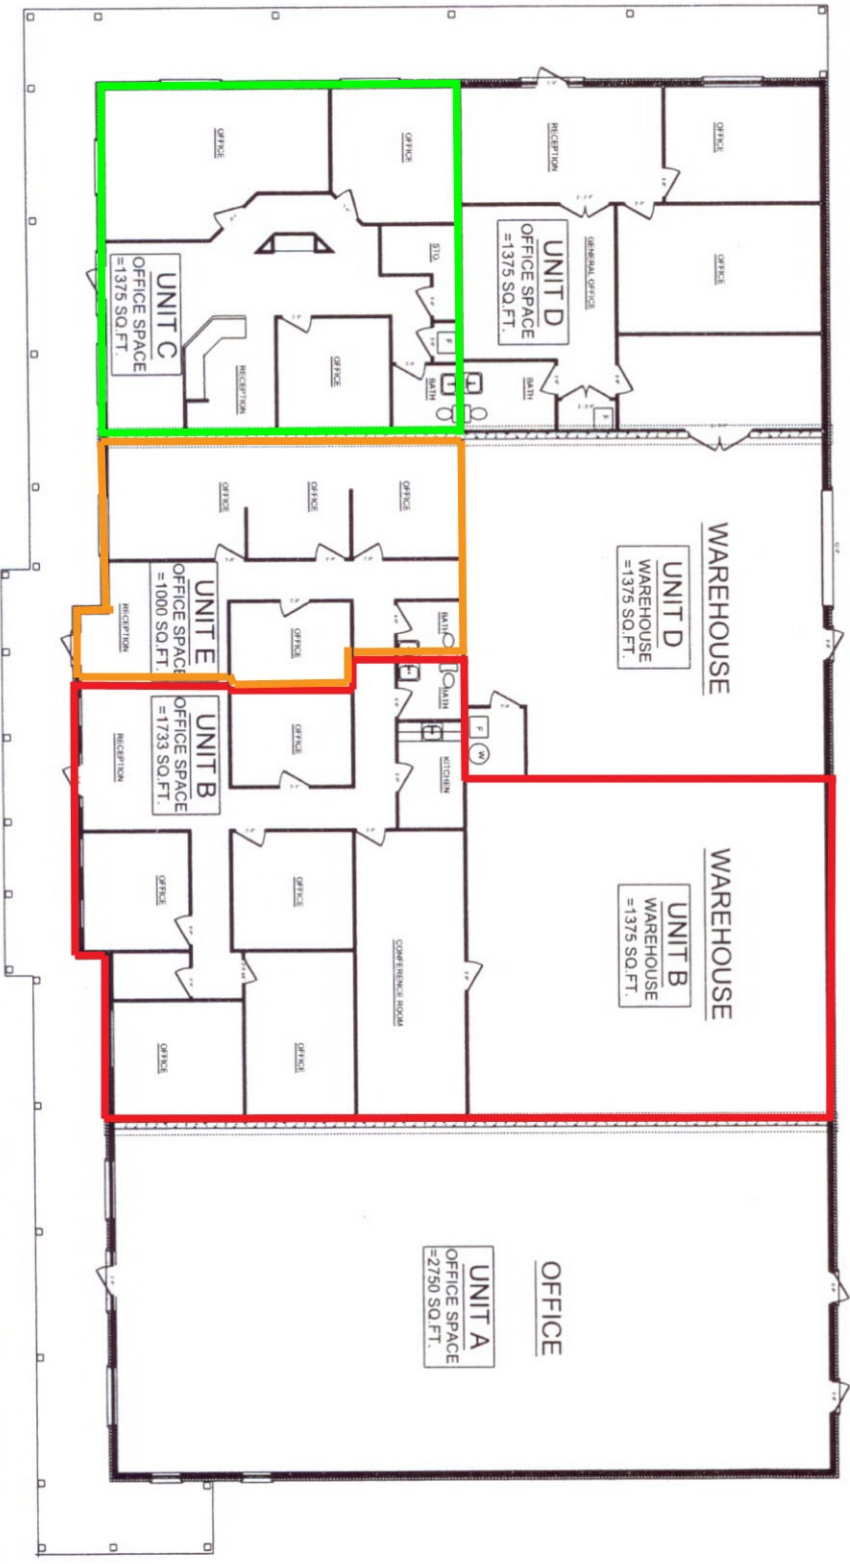 OFFICE
OFFICE
RECEPTION
OFFICE
STG.
UNIT C
OFFICE SPACE
=1375 SQ.FT.
UNIT D
OFFICE SPACE
=1375 SQ.FT.
GENERAL OFFICE
OFFICE
F
RECEPTION
OFFICE
BATH
BATH
F
OFFICE
OFFICE
OFFICE
WAREHOUSE
UNIT D
WAREHOUSE
=1375 SQ.FT.
RECEPTION
UNIT E
OFFICE SPACE
=1000 SQ.FT.
OFFICE
BATH
BATH
RECEPTION
UNIT B
OFFICE SPACE
=1733 SQ.FT.
OFFICE
KITCHEN
F
W
OFFICE
OFFICE
CONFERENCE ROOM
WAREHOUSE
UNIT B
WAREHOUSE
=1375 SQ.FT.
OFFICE
OFFICE
OFFICE
UNIT A
OFFICE SPACE
=2750 SQ.FT.